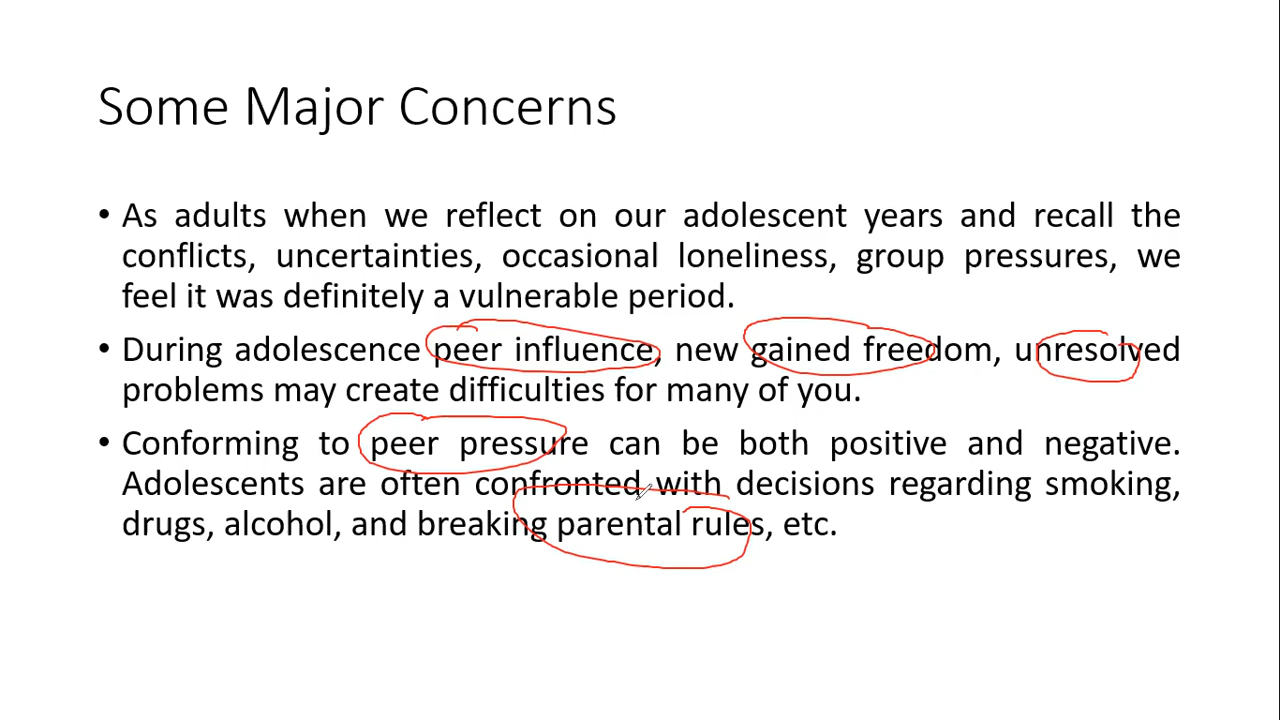 Some Major Concerns
• As adults when we reflect on our adolescent years and recall the
conflicts, uncertainties, occasional loneliness, group pressures, we
feel it was definitely a vulnerable period.
• During adolescence peer influence, new gained freedom, unresolved
problems may create difficulties for many of you.
• Conforming to peer pressure can be both positive and negative.
Adolescents are often confronted with decisions regarding smoking,
drugs, alcohol, and breaking parental rules, etc.